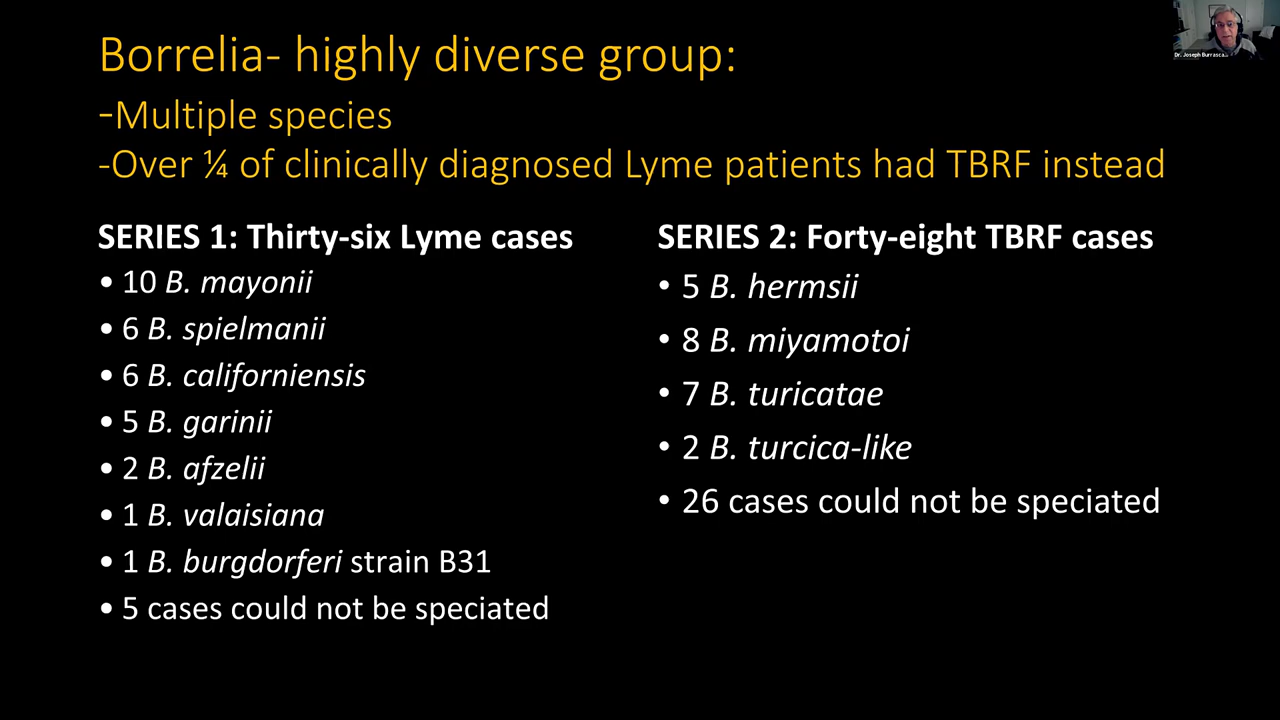 Borrelia- highly diverse group:
-Multiple species
-Over ¼ of clinically diagnosed Lyme patients had TBRF instead
SERIES 1: Thirty-six Lyme cases
• 10 B. mayonii
• 6 B. spielmanii
• 6 B. californiensis
• 5 B. garinii
• 2 B. afzelii
• 1 B. valaisiana
• 1 B. burgdorferi strain B31
• 5 cases could not be speciated
SERIES 2: Forty-eight TBRF cases
• 5 B. hermsii
• 8 B. miyamotoi
• 7 B. turicatae
• 2 B. turcica-like
• 26 cases could not be speciated
Dr. Joseph Burrasca...